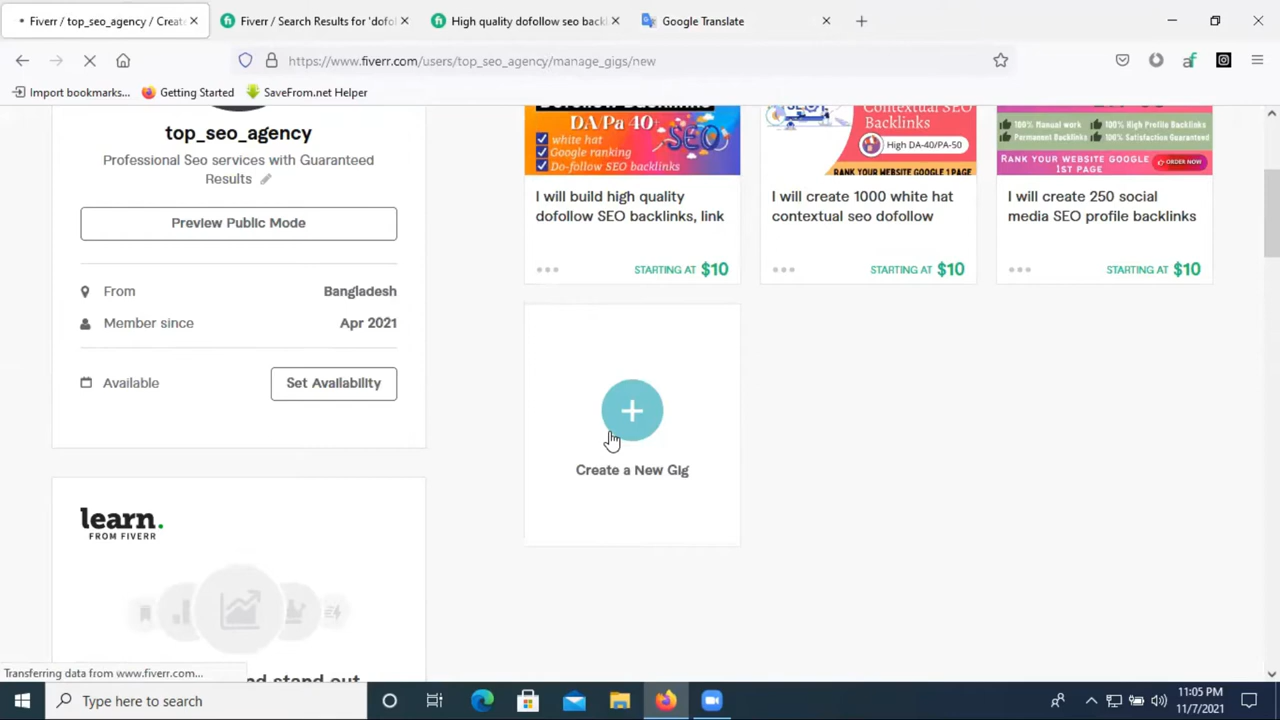 Fiverr / top_seo_agency / Create
Fiverr / Search Results for 'dofol
High quality dofollow seo backl
Google Translate
https://www.fiverr.com/users/top_seo_agency/manage_gigs/new
Import bookmarks...
Getting Started
SaveFrom.net Helper
top_seo_agency
Professional Seo services with Guaranteed
Results
Preview Public Mode
From
Bangladesh
Member since
Apr 2021
Available
Set Availability
learn.
FROM FIVERR
Dofollow Backlinks
DA/Pa 40+
white hat
Google ranking
Do-follow SEO backlinks
SEO
I will build high quality
dofollow SEO backlinks, link
STARTING AT $10
Contextual SEO
Backlinks
High DA-40/PA-50
RANK YOUR WEBSITE GOOGLE 1 PAGE
I will create 1000 white hat
contextual seo dofollow
STARTING AT $10
100% Manual work
100% High Profile Backlinks
Permanent Backlinks
100% Satisfaction Guaranteed
RANK YOUR WEBSITE GOOGLE
1ST PAGE
ORDER NOW
I will create 250 social
media SEO profile backlinks
STARTING AT $10
Create a New Gig
Transferring data from www.fiverr.com...
nd stand out
Type here to search
11:05 PM
11/7/2021